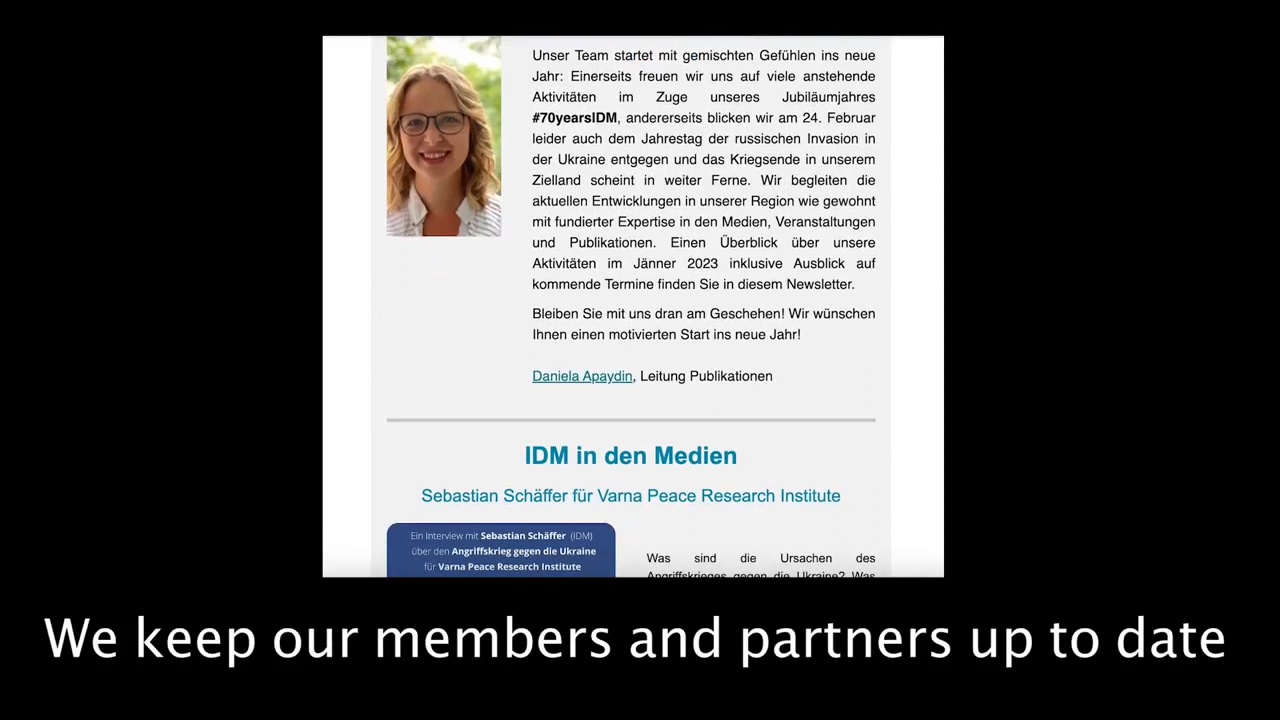 Unser Team startet mit gemischten Gefühlen ins neue
Jahr: Einerseits freuen wir uns auf viele anstehende
Aktivitäten im Zuge unseres Jubiläumjahres
#70yearsIDM, andererseits blicken wir am 24. Februar
leider auch dem Jahrestag der russischen Invasion in
der Ukraine entgegen und das Kriegsende in unserem
Zielland scheint in weiter Ferne. Wir begleiten die
aktuellen Entwicklungen in unserer Region wie gewohnt
mit fundierter Expertise in den Medien, Veranstaltungen
und Publikationen. Einen Überblick über unsere
Aktivitäten im Jänner 2023 inklusive Ausblick auf
kommende Termine finden Sie in diesem Newsletter.
Bleiben Sie mit uns dran am Geschehen! Wir wünschen
Ihnen einen motivierten Start ins neue Jahr!
Daniela Apaydin, Leitung Publikationen
IDM in den Medien
Sebastian Schäffer für Varna Peace Research Institute
Ein Interview mit Sebastian Schäffer (IDM)
über den Angriffskrieg gegen die Ukraine
für Varna Peace Research Institute
Was sind die Ursachen des
Angriffskrieges gegen die Ukraine? Was
We keep our members and partners up to date